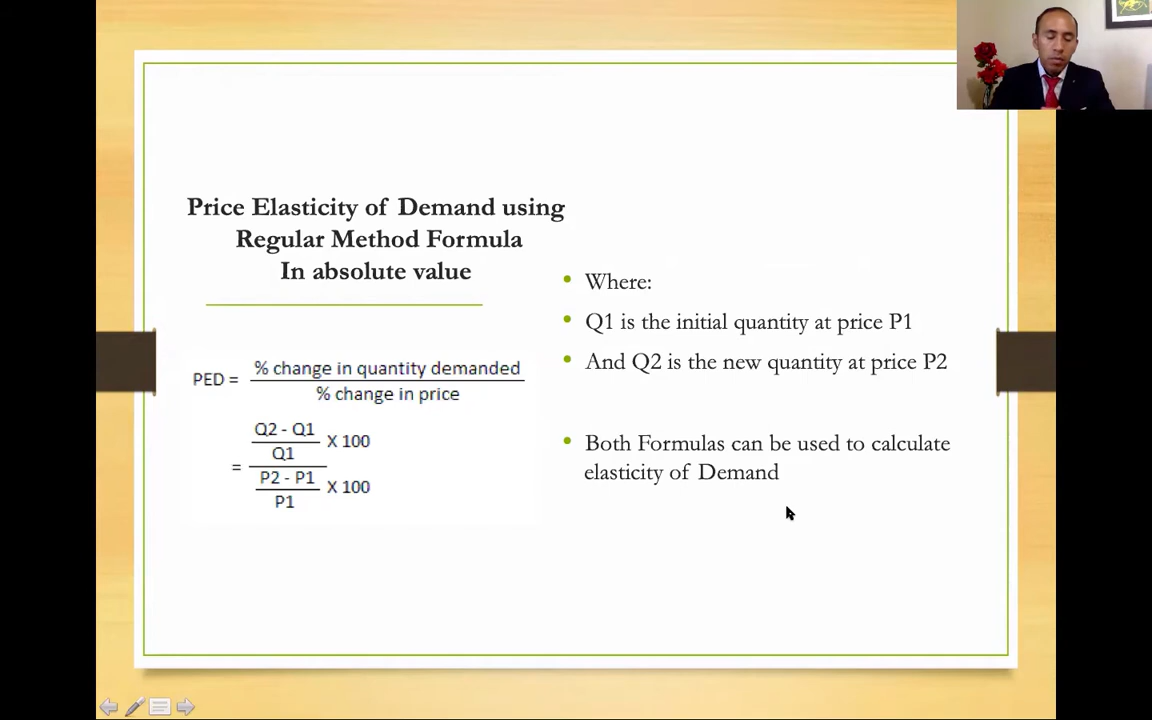 Price Elasticity of Demand using
Regular Method Formula
In absolute value
PED = % change in quantity demanded
% change in price
Q2 - Q1
Q1
X 100
=
P2 - P1
P1
X 100
• Where:
• Q1 is the initial quantity at price P1
• And Q2 is the new quantity at price P2
• Both Formulas can be used to calculate
elasticity of Demand